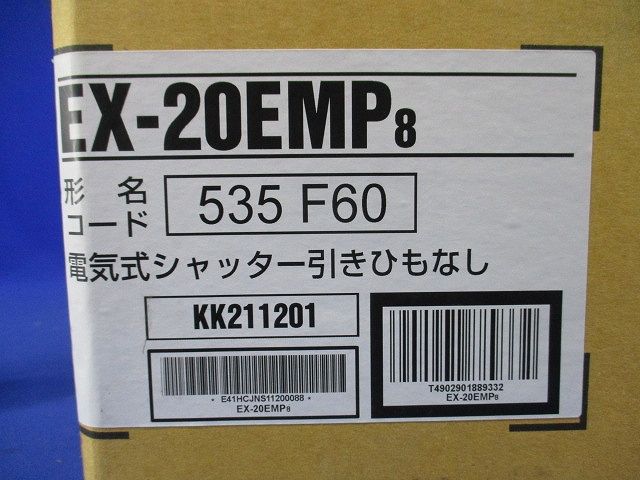 EX-20EMP8
形名
コード
535 F60
電気式シャッター引きひもなし
KK211201
* E41HCJNS11200088 *
EX-20EMP8
T4902901889332
EX-20EMP8